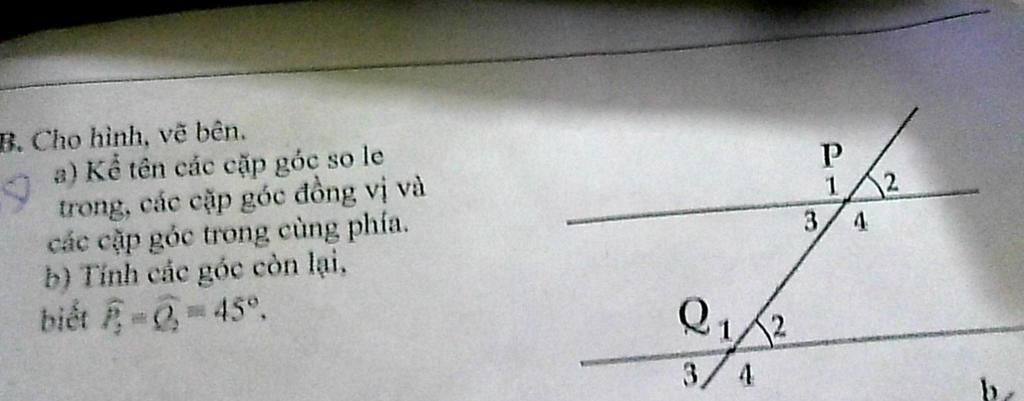 B. Cho hình, vẽ bên.
a) Kể tên các cặp góc so le
trong, các cặp góc đồng vị và
các cặp góc trong cùng phía.
b) Tính các góc còn lại,
biết P̂₂ = Q̂₂ = 45°.
P
1 2
3 4
Q 1 2
3 4
b